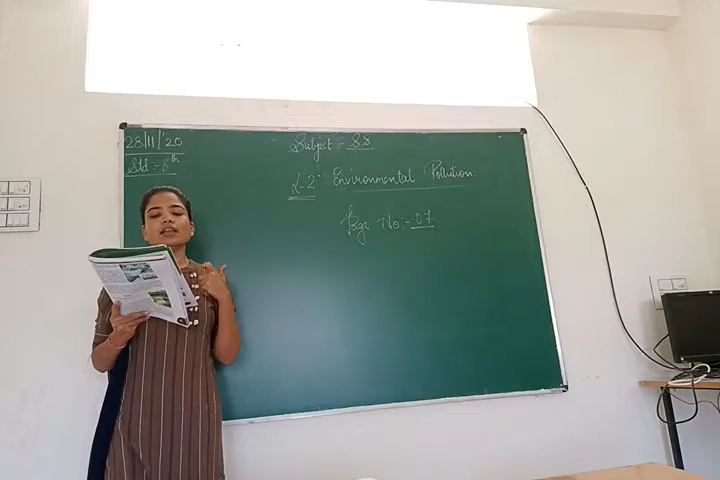 28/11/'20
Std :- 8th
Subject :- S.S
L-2. Environmental Pollution.
Page No:- 07